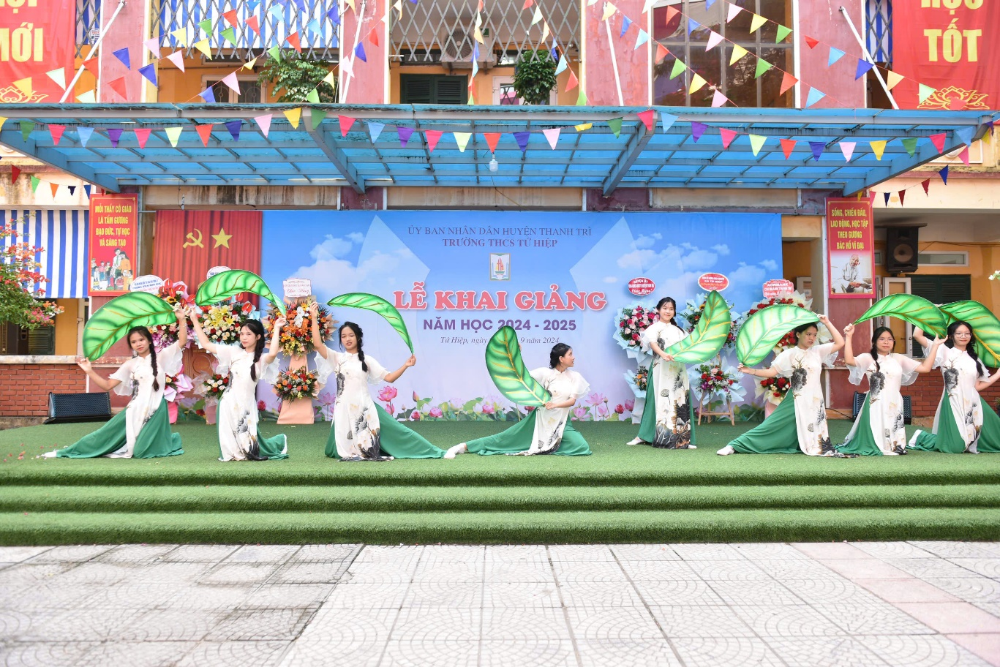 MỚI
HỌC
TỐT
MỖI THẦY CÔ GIÁO
LÀ TẤM GƯƠNG
ĐẠO ĐỨC, TỰ HỌC
VÀ SÁNG TẠO
ỦY BAN NHÂN DÂN HUYỆN THANH TRÌ
TRƯỜNG THCS TỨ HIỆP
LỄ KHAI GIẢNG
NĂM HỌC 2024 - 2025
Tứ Hiệp, ngày 9 năm 2024
SỐNG, CHIẾN ĐẤU,
LAO ĐỘNG, HỌC TẬP
THEO GƯƠNG
BÁC HỒ VĨ ĐẠI
AGRIBANK